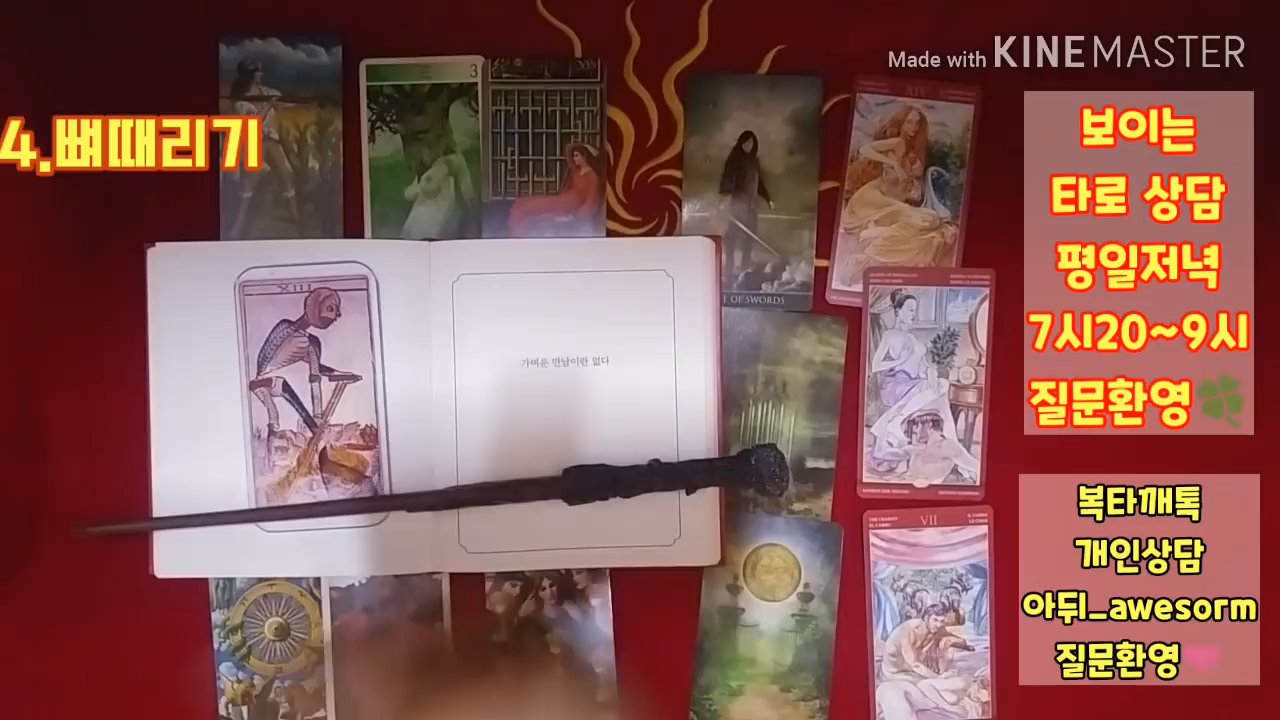 Made with KINEMASTER
4.뼈때리기
보이는
타로 상담
평일저녁
7시20~9시
질문환영
복타깨톡
개인상담
아뒤_awesorm
질문환영
3
XIII
가벼운 만남이란 없다
OF SWORDS
XIV
VII